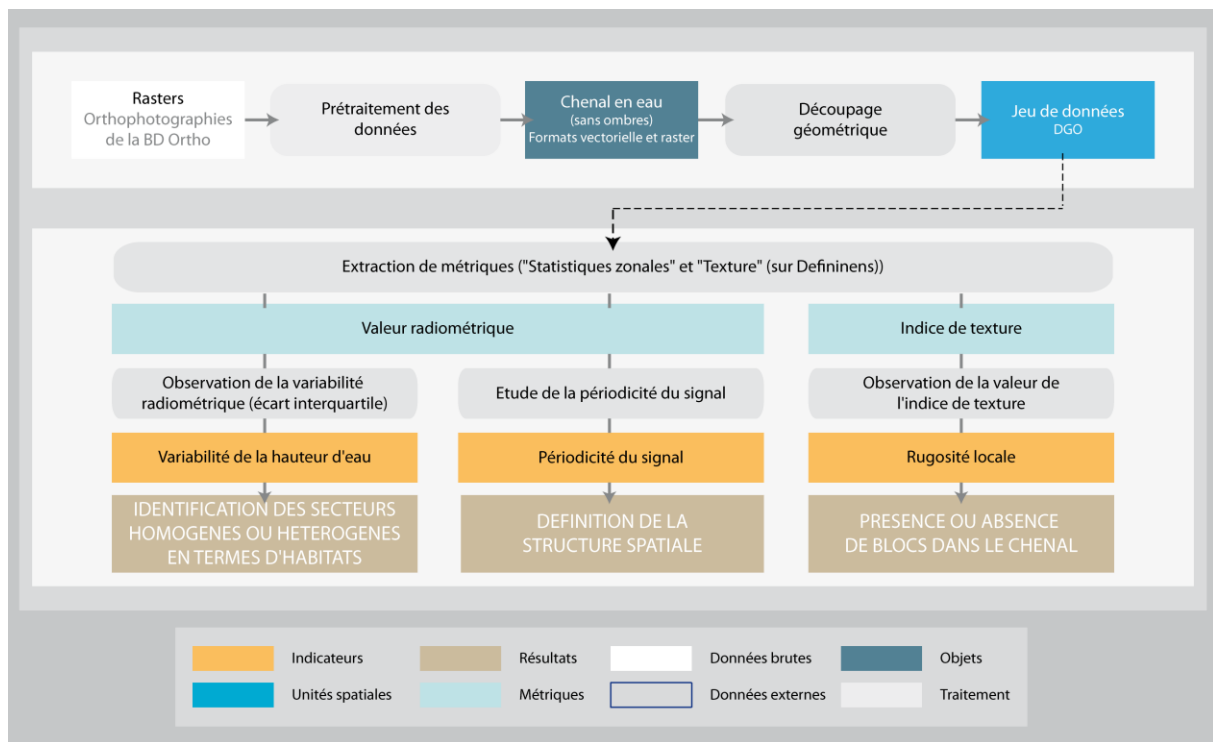 Rasters
Orthophotographies
de la BD Ortho
Prétraitement des
données
Chenal en eau
(sans ombres)
Formats vectorielle et raster
Découpage
géométrique
Jeu de données
DGO
Extraction de métriques ("Statistiques zonales" et "Texture" (sur Defininens))
Valeur radiométrique
Indice de texture
Observation de la variabilité
radiométrique (écart interquartile)
Etude de la périodicité du signal
Observation de la valeur de
l'indice de texture
Variabilité de la hauteur d'eau
Périodicité du signal
Rugosité locale
IDENTIFICATION DES SECTEURS
HOMOGENES OU HETEROGENES
EN TERMES D'HABITATS
DEFINITION DE LA
STRUCTURE SPATIALE
PRESENCE OU ABSENCE
DE BLOCS DANS LE CHENAL
Indicateurs
Résultats
Données brutes
Objets
Unités spatiales
Métriques
Données externes
Traitement